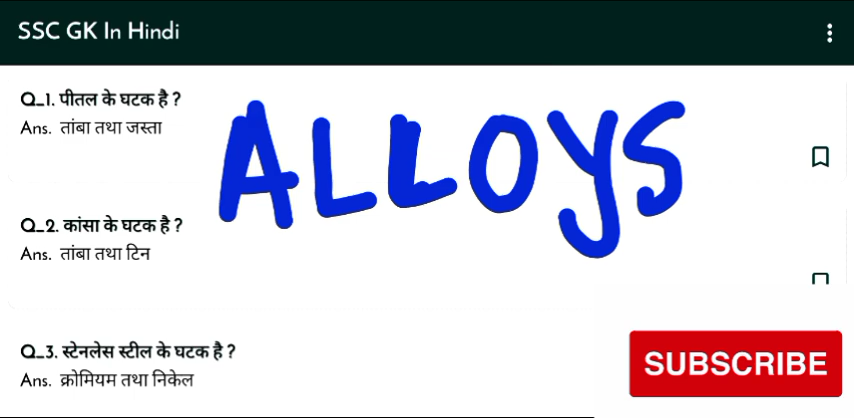 SSC GK In Hindi
Q_1. पीतल के घटक है ?
Ans. तांबा तथा जस्ता
ALLOYS
Q_2. कांसा के घटक है ?
Ans. तांबा तथा टिन
Q_3. स्टेनलेस स्टील के घटक है ?
Ans. क्रोमियम तथा निकेल
SUBSCRIBE